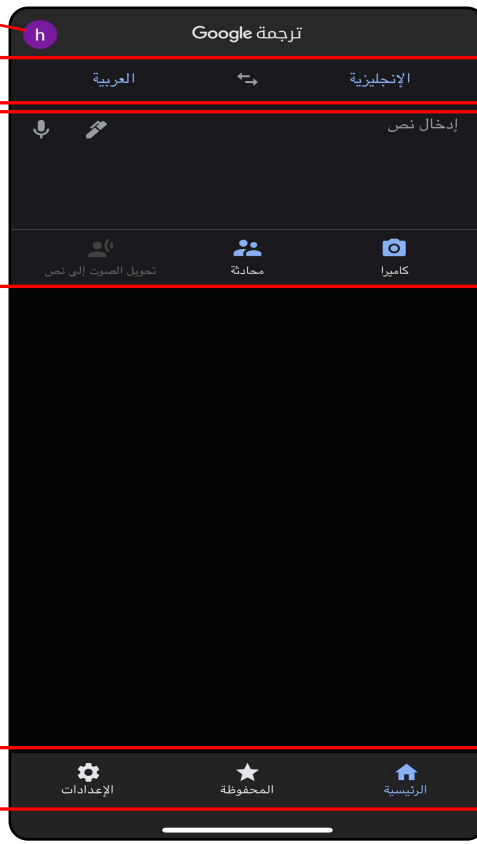 ترجمة Google
h
الإنجليزية
العربية
إدخال نص
كاميرا
محادثة
تحويل الصوت إلى نص
الرئيسية
المحفوظة
الإعدادات